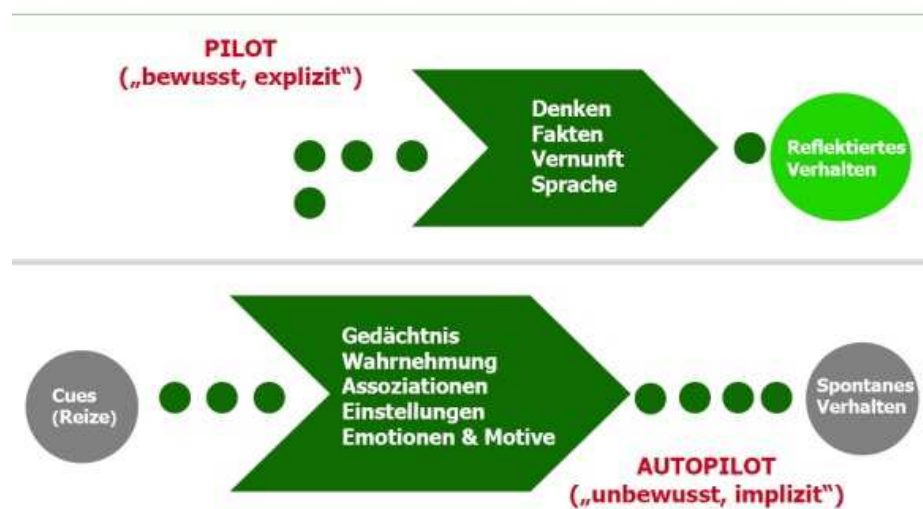 PILOT
(„bewusst, explizit“)
Denken
Fakten
Vernunft
Sprache
Reflektiertes
Verhalten
Cues
(Reize)
Gedächtnis
Wahrnehmung
Assoziationen
Einstellungen
Emotionen & Motive
Spontanes
Verhalten
AUTOPILOT
(„unbewusst, implizit“)